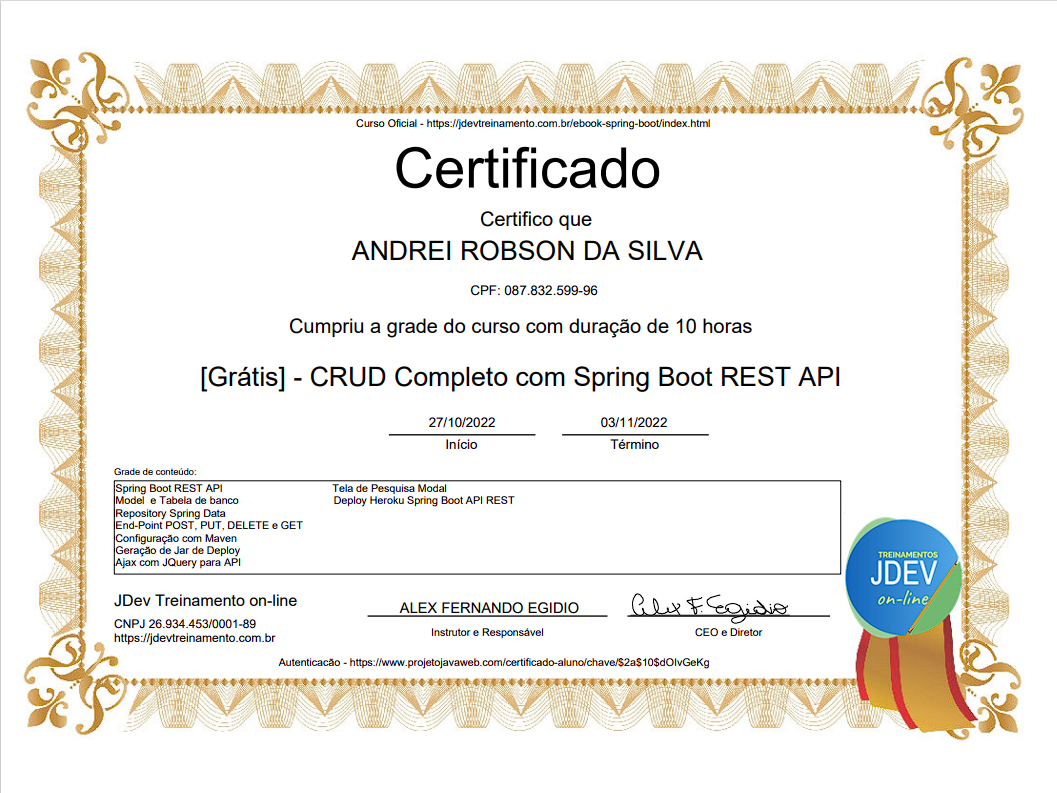 Curso Oficial - https://jdevtreinamento.com.br/ebook-spring-boot/index.html
Certificado
Certifico que
ANDREI ROBSON DA SILVA
CPF: 087.832.599-96
Cumpriu a grade do curso com duração de 10 horas
[Grátis] - CRUD Completo com Spring Boot REST API
27/10/2022 03/11/2022
Início Término
Grade de conteúdo:
Spring Boot REST API Tela de Pesquisa Modal
Model e Tabela de banco Deploy Heroku Spring Boot API REST
Repository Spring Data
End-Point POST, PUT, DELETE e GET
Configuração com Maven
Geração de Jar de Deploy
Ajax com JQuery para API
TREINAMENTOS
JDEV
on-line
JDev Treinamento on-line
ALEX FERNANDO EGIDIO Alex F. Egidio
CNPJ 26.934.453/0001-89
Instrutor e Responsável CEO e Diretor
https://jdevtreinamento.com.br
Autenticacão - https://www.projetojavaweb.com/certificado-aluno/chave/$2a$10$dOIvGeKg